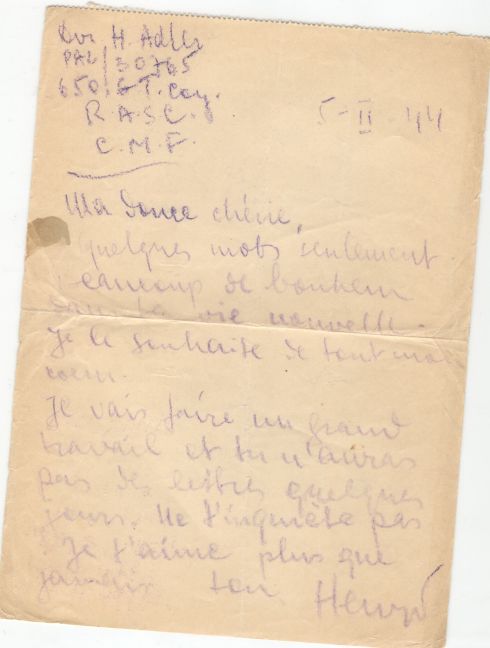 Dvr H. Adler
PAL/30765
650 G.T. Coy.
R.A.S.C.
C.M.F.
5-II-44
Ma douce chérie,
Quelques mots seulement.
Beaucoup de bonheur
dans ta vie nouvelle.
Je le souhaite de tout mon
coeur.
Je vais faire un grand
travail et tu n'auras
pas de lettres quelques
jours. Ne t'inquiète pas
Je t'aime plus que
jamais ton